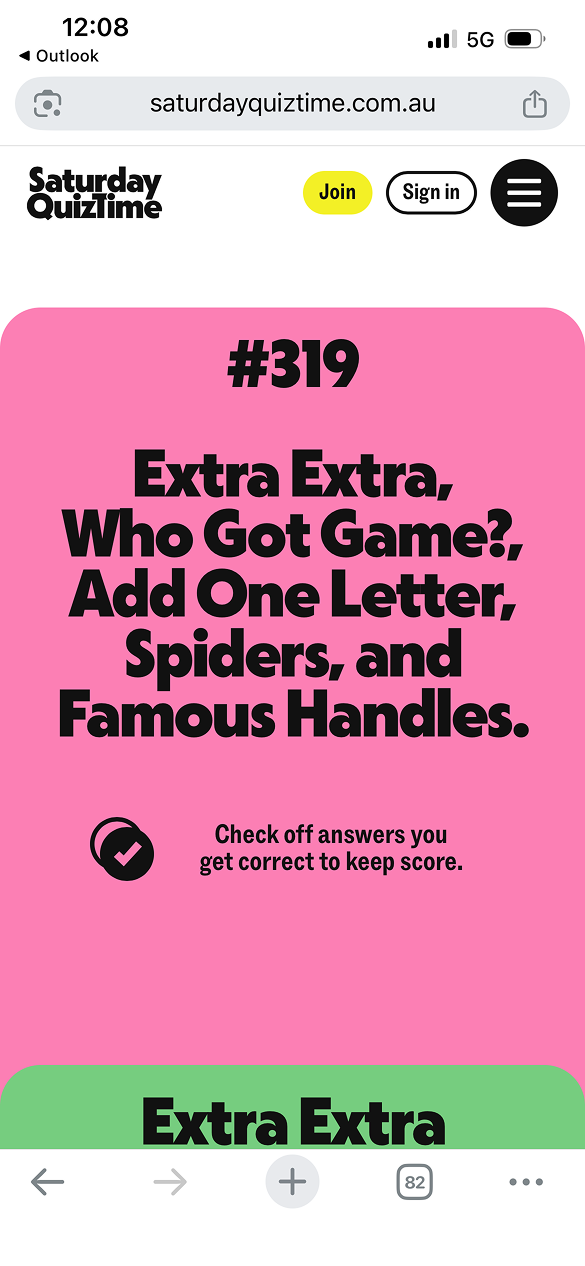 12:08
5G
◀ Outlook
saturdayquiztime.com.au
Saturday
QuizTime
Join
Sign in
#319
Extra Extra,
Who Got Game?,
Add One Letter,
Spiders, and
Famous Handles.
Check off answers you
get correct to keep score.
Extra Extra
82